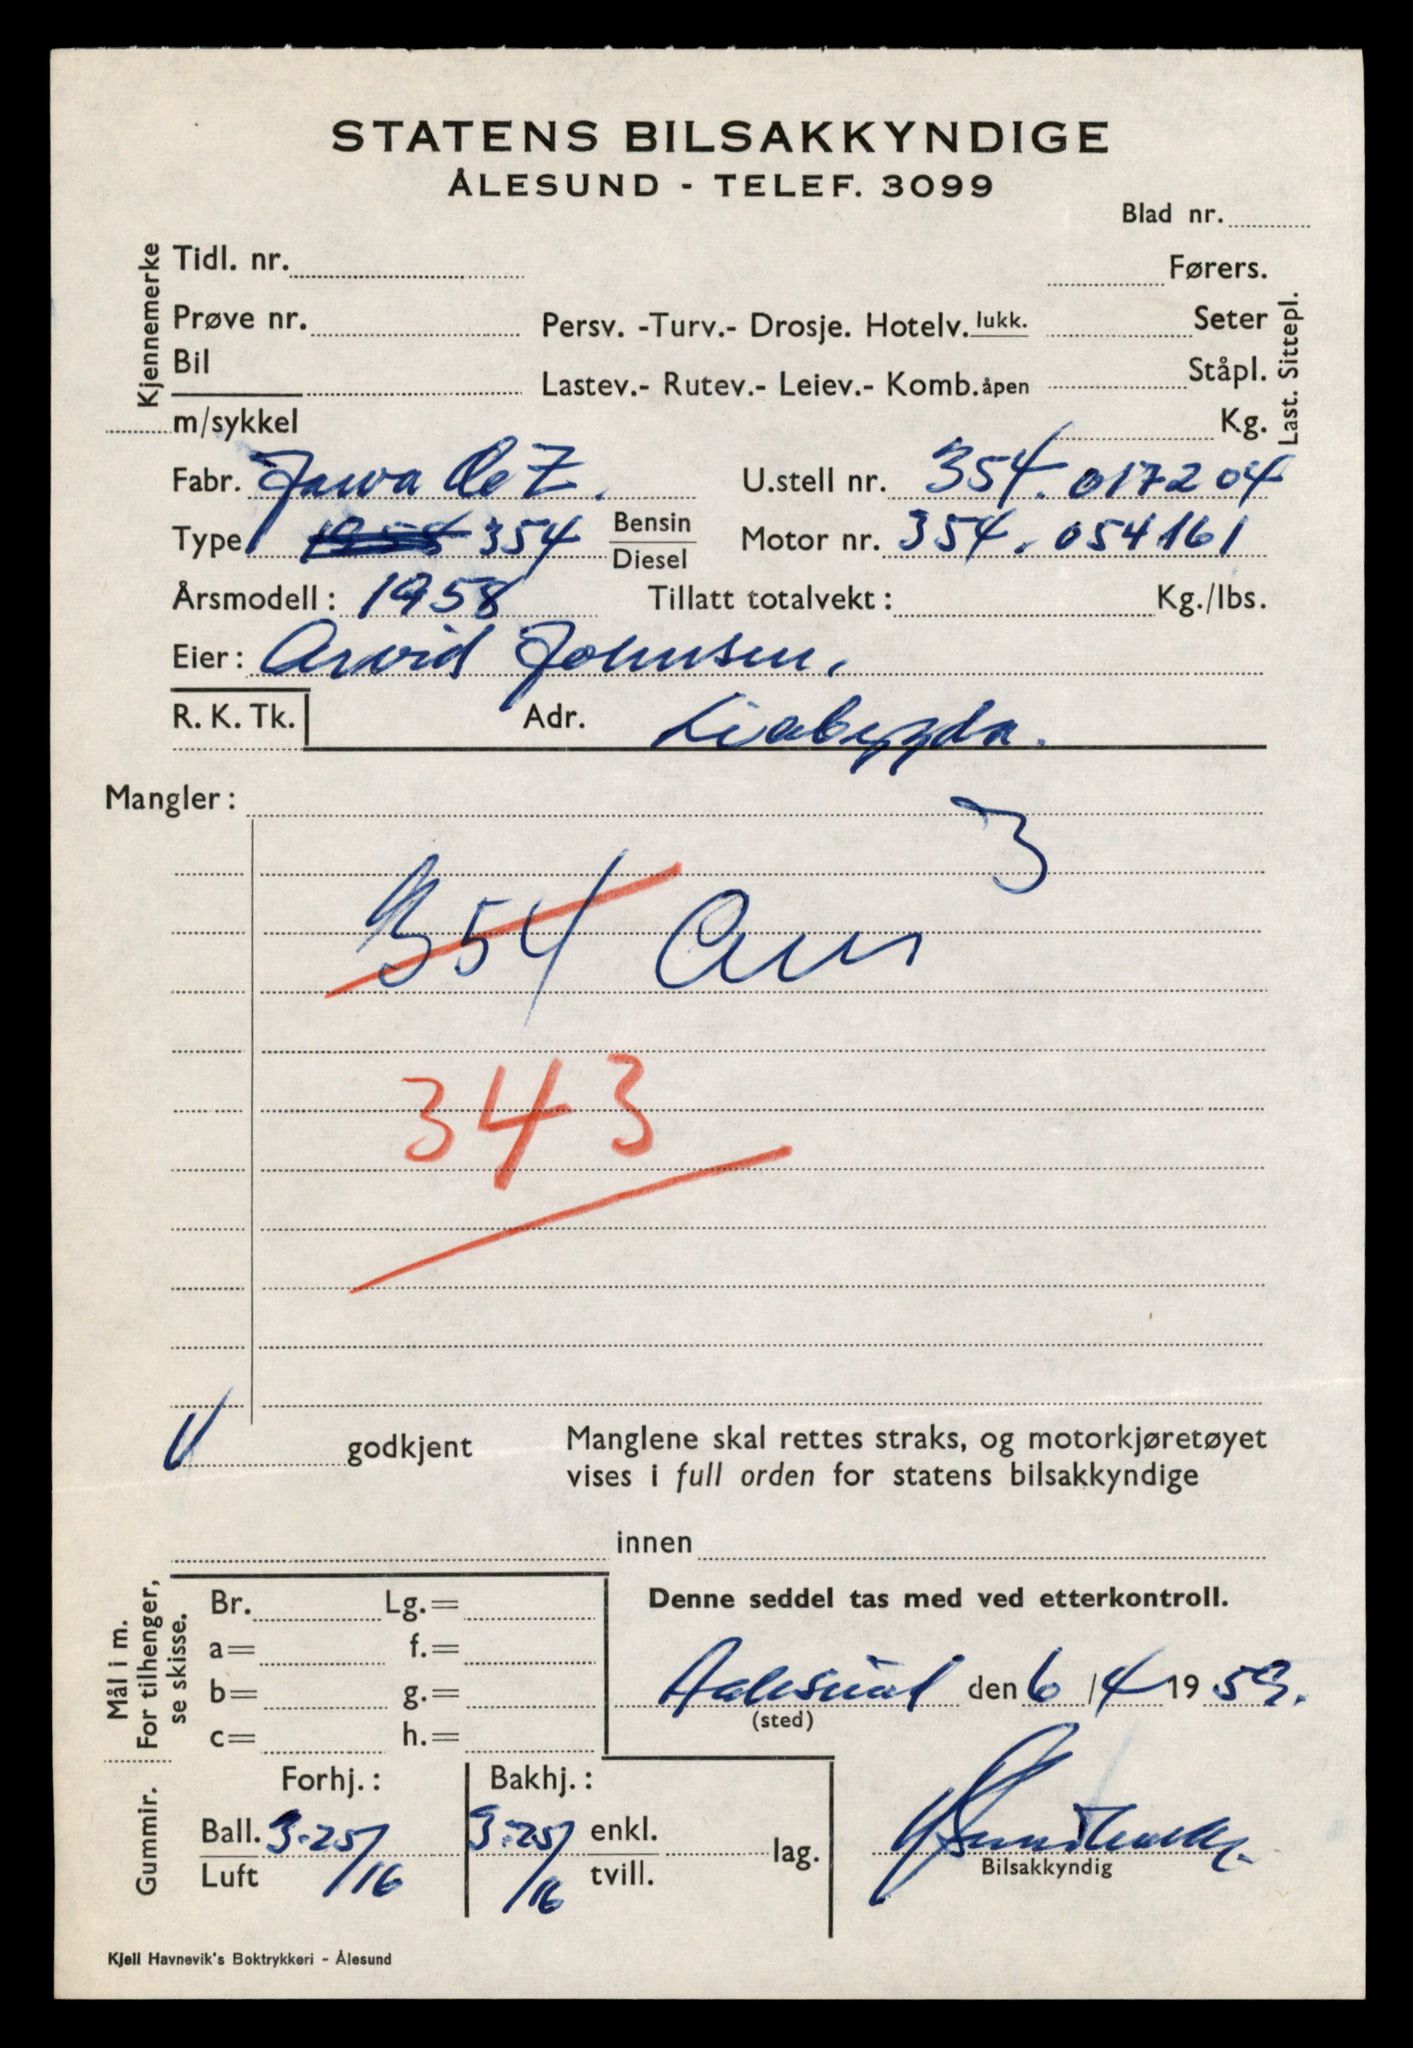 STATENS BILSAKKYNDIGE
ÅLESUND - TELEF. 3099
Blad nr.
Kjennemerke
Tidl. nr. Førers.
Prøve nr. Persv. -Turv.- Drosje. Hotelv. lukk. Seter
Bil
Lastev.- Rutev.- Leiev.- Komb. åpen Ståpl.
m/sykkel Kg.
Last. Sittepl.
Fabr. Jawa Cz. U.stell nr. 354.017204
Type 354 Bensin Diesel Motor nr. 354.054161
Årsmodell: 1958 Tillatt totalvekt: Kg./lbs.
Eier: Arvid Johnsen.
R. K. Tk. Adr. Liabygda.
Mangler:
3
354
343
godkjent Manglene skal rettes straks, og motorkjøretøyet
vises i full orden for statens bilsakkyndige
innen
Mål i m.
For tilhenger,
se skisse.
Br. Lg.= Denne seddel tas med ved etterkontroll.
a= f.=
b= g.= Aalesund den 6/4 1959.
(sted)
c= h.=
Gummir.
Forhj.: Bakhj.:
Ball. 3.25/16 3.25/16 enkl. lag.
Luft tvill.
Bilsakkyndig
Kjell Havnevik's Boktrykkeri - Ålesund